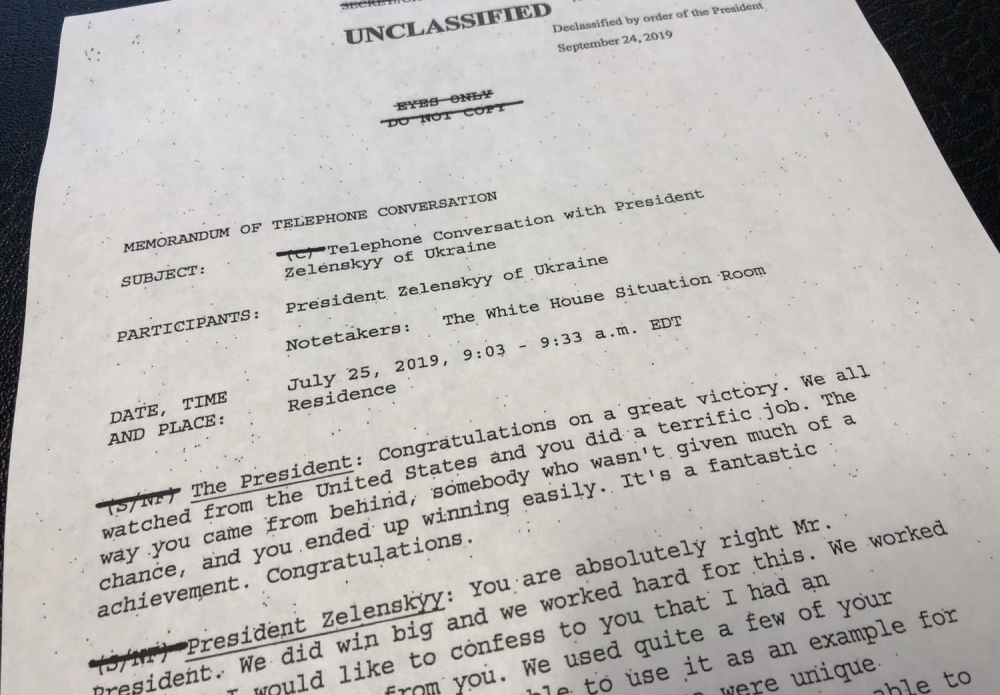 UNCLASSIFIED
Declassified by order of the President
September 24, 2019
EYES ONLY
DO NOT COPY
MEMORANDUM OF TELEPHONE CONVERSATION
SUBJECT: (C) Telephone Conversation with President
Zelenskyy of Ukraine
PARTICIPANTS: President Zelenskyy of Ukraine
Notetakers: The White House Situation Room
DATE, TIME July 25, 2019, 9:03 - 9:33 a.m. EDT
AND PLACE: Residence
(S/NF) The President: Congratulations on a great victory. We all
watched from the United States and you did a terrific job. The
way you came from behind, somebody who wasn't given much of a
chance, and you ended up winning easily. It's a fantastic
achievement. Congratulations.
(S/NF) President Zelenskyy: You are absolutely right Mr.
President. We did win big and we worked hard for this. We worked
I would like to confess to you that I had an
from you. We used quite a few of your
to use it as an example for
were unique
to